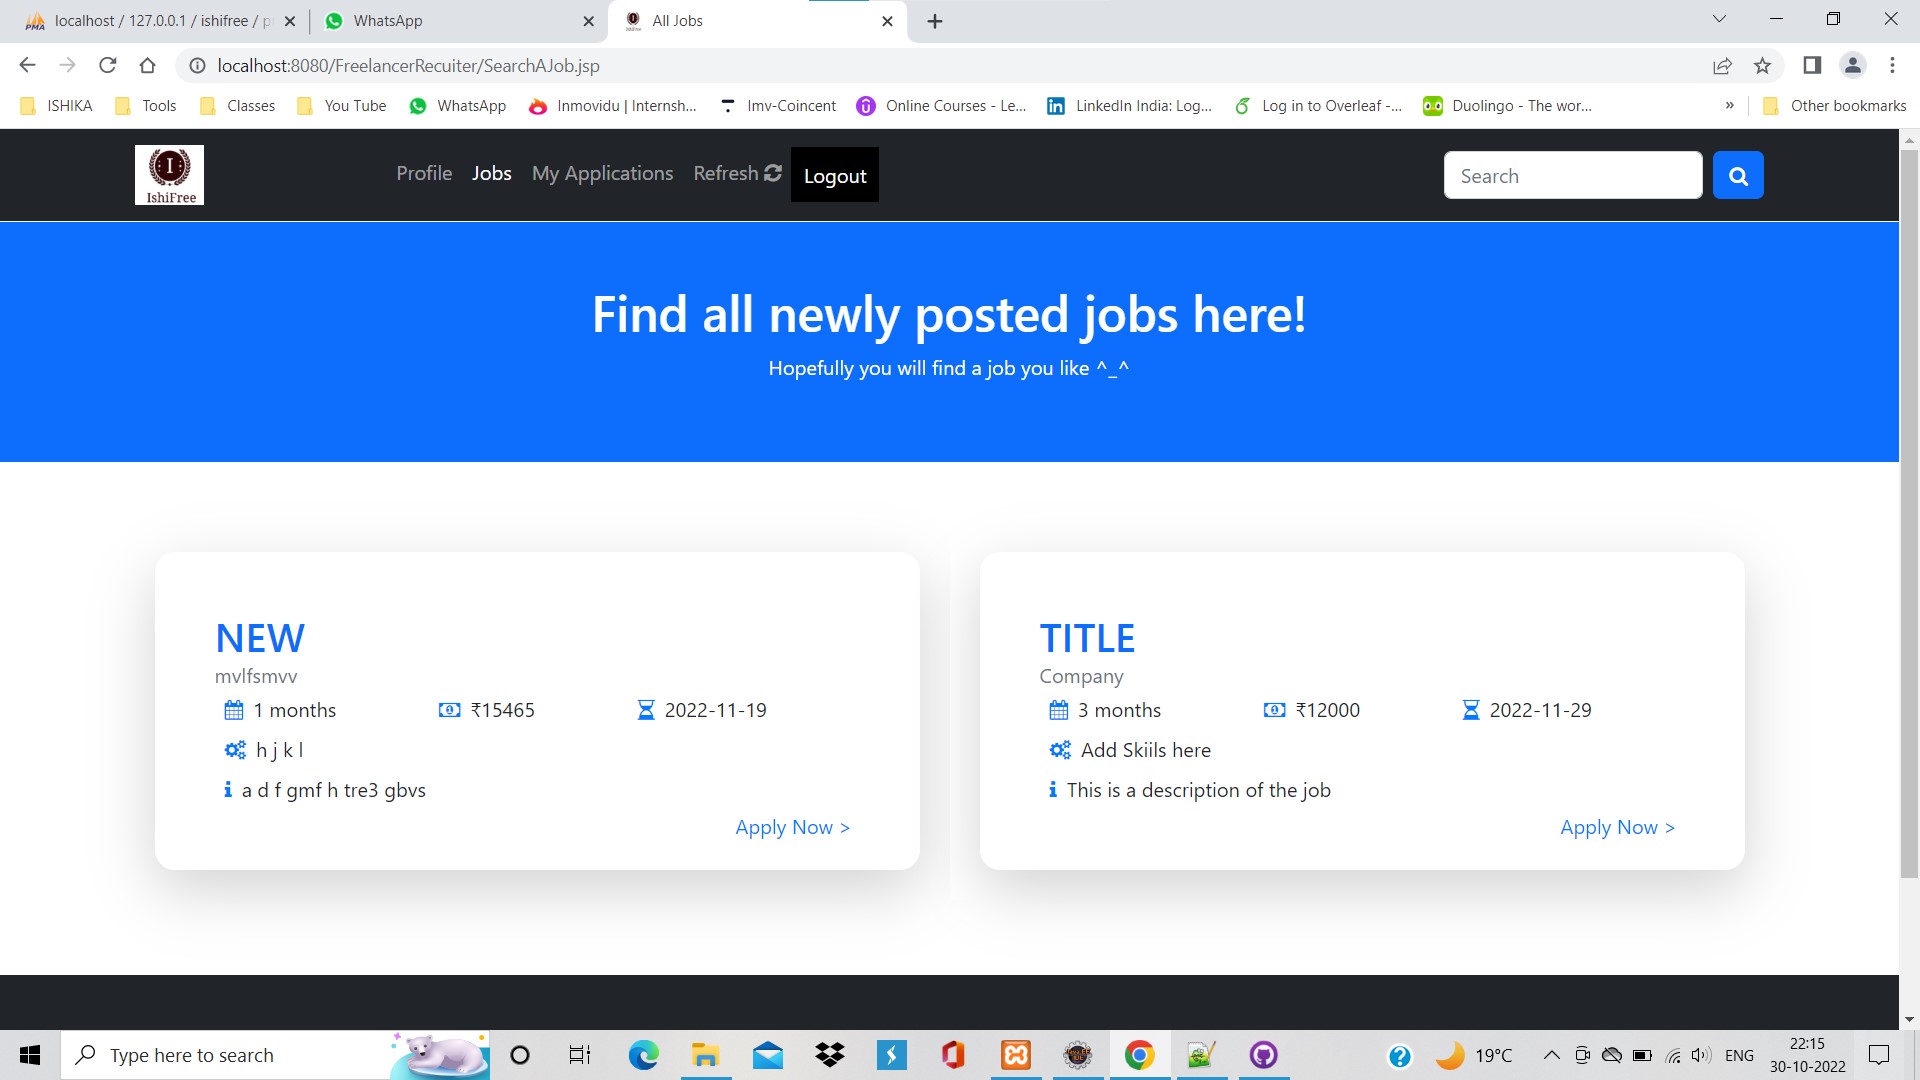 localhost / 127.0.0.1 / ishifree / p
WhatsApp
All Jobs
localhost:8080/FreelancerRecuiter/SearchAJob.jsp
ISHIKA
Tools
Classes
You Tube
WhatsApp
Inmovidu | Internsh...
Imv-Coincent
Online Courses - Le...
LinkedIn India: Log...
Log in to Overleaf -...
Duolingo - The wor...
»
Other bookmarks
I
IshiFree
Profile
Jobs
My Applications
Refresh
Logout
Search
Find all newly posted jobs here!
Hopefully you will find a job you like ^_^
NEW
mvlfsmvv
1 months
₹15465
2022-11-19
h j k l
a d f gmf h tre3 gbvs
Apply Now >
TITLE
Company
3 months
₹12000
2022-11-29
Add Skiils here
This is a description of the job
Apply Now >
Type here to search
19°C
ENG
22:15
30-10-2022